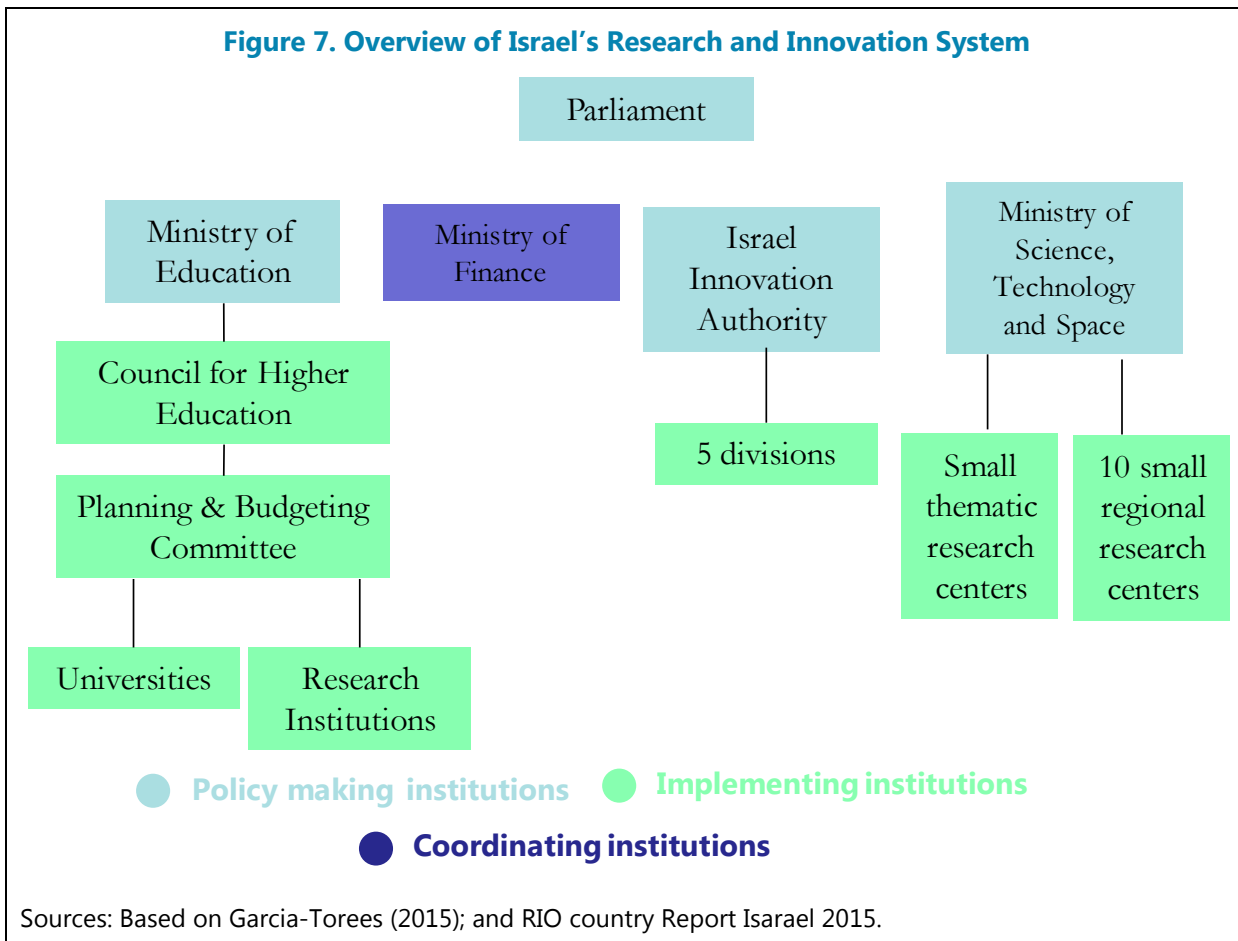 Figure 7. Overview of Israel’s Research and Innovation System
Parliament
Ministry of
Education
Ministry of
Finance
Israel
Innovation
Authority
Ministry of
Science,
Technology
and Space
Council for Higher
Education
5 divisions
Small
thematic
research
centers
10 small
regional
research
centers
Planning & Budgeting
Committee
Universities
Research
Institutions
Policy making institutions
Implementing institutions
Coordinating institutions
Sources: Based on Garcia-Torees (2015); and RIO country Report Isarael 2015.